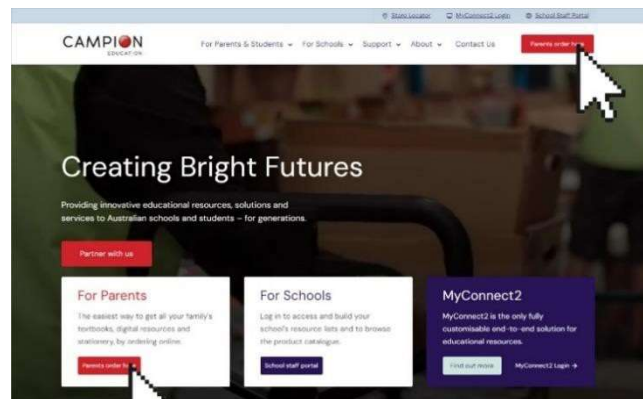 Store Locator MyConnect2 Login School Staff Portal
CAMPION
EDUCATION
For Parents & Students For Schools Support About Contact Us Parents order
Creating Bright Futures
Providing innovative educational resources, solutions and
services to Australian schools and students – for generations.
Partner with us
For Parents
The easiest way to get all your family's
textbooks, digital resources and
stationery, by ordering online.
Parents order
For Schools
Log in to access and build your
school's resource lists and to browse
the product catalogue.
School staff portal
MyConnect2
MyConnect2 is the only fully
customisable end-to-end solution for
educational resources.
Find out more MyConnect2 Login →